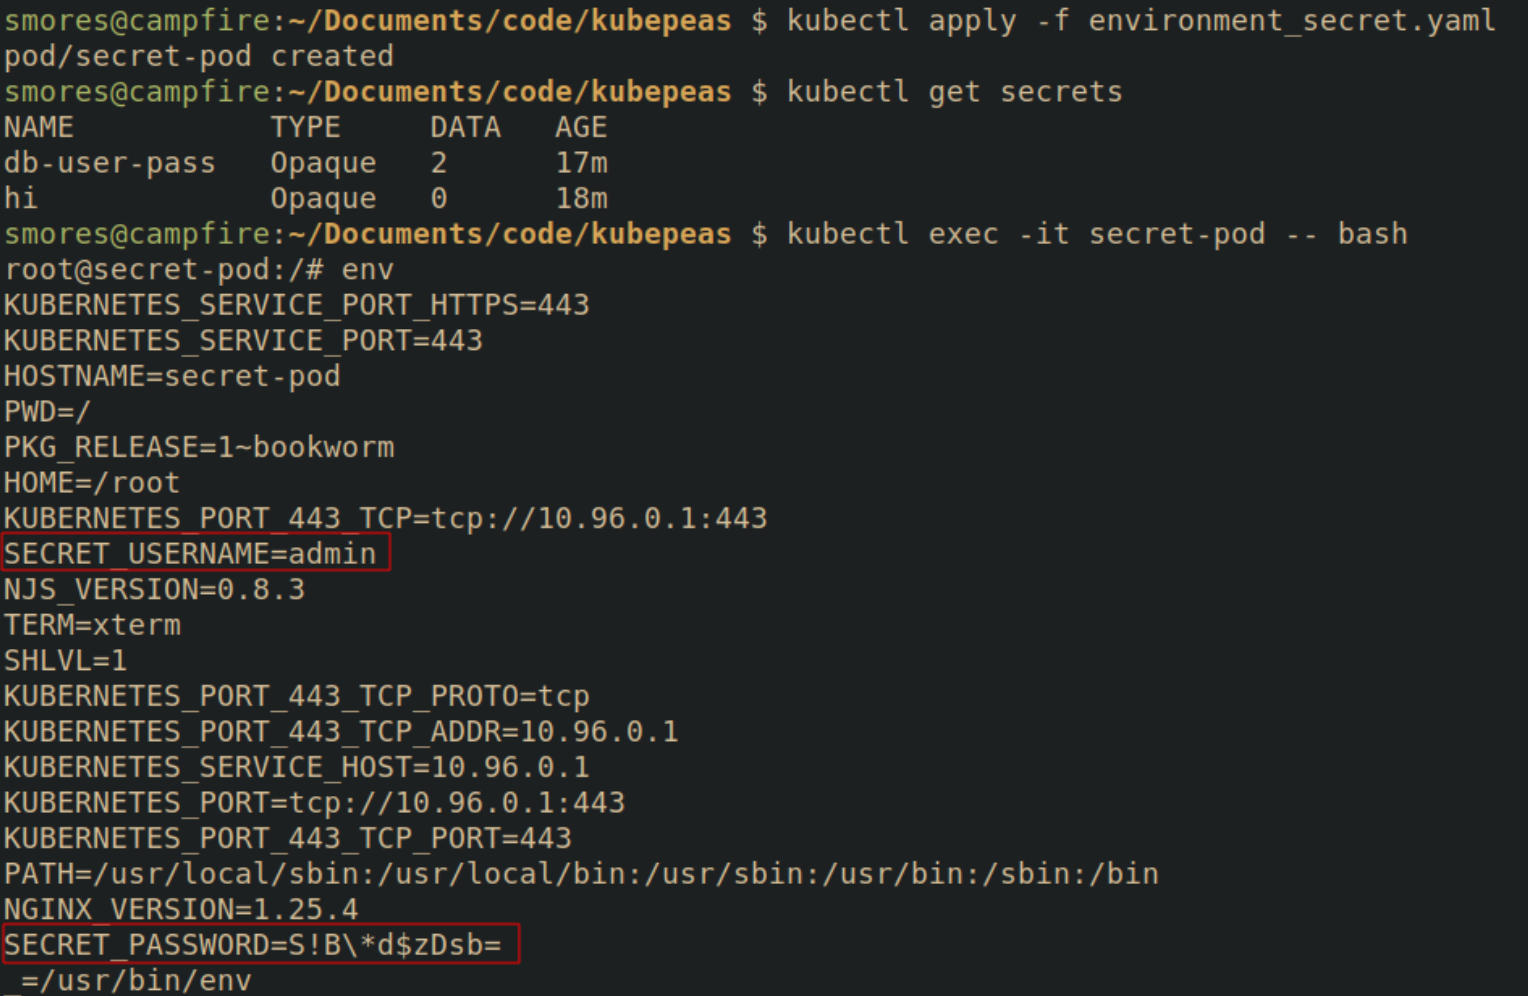 smores@campfire:~/Documents/code/kubepeas $ kubectl apply -f environment_secret.yaml
pod/secret-pod created
smores@campfire:~/Documents/code/kubepeas $ kubectl get secrets
NAME           TYPE     DATA   AGE
db-user-pass   Opaque   2      17m
hi             Opaque   0      18m
smores@campfire:~/Documents/code/kubepeas $ kubectl exec -it secret-pod -- bash
root@secret-pod:/# env
KUBERNETES_SERVICE_PORT_HTTPS=443
KUBERNETES_SERVICE_PORT=443
HOSTNAME=secret-pod
PWD=/
PKG_RELEASE=1~bookworm
HOME=/root
KUBERNETES_PORT_443_TCP=tcp://10.96.0.1:443
SECRET_USERNAME=admin
NJS_VERSION=0.8.3
TERM=xterm
SHLVL=1
KUBERNETES_PORT_443_TCP_PROTO=tcp
KUBERNETES_PORT_443_TCP_ADDR=10.96.0.1
KUBERNETES_SERVICE_HOST=10.96.0.1
KUBERNETES_PORT=tcp://10.96.0.1:443
KUBERNETES_PORT_443_TCP_PORT=443
PATH=/usr/local/sbin:/usr/local/bin:/usr/sbin:/usr/bin:/sbin:/bin
NGINX_VERSION=1.25.4
SECRET_PASSWORD=S!B\*d$zDsb=
_=/usr/bin/env